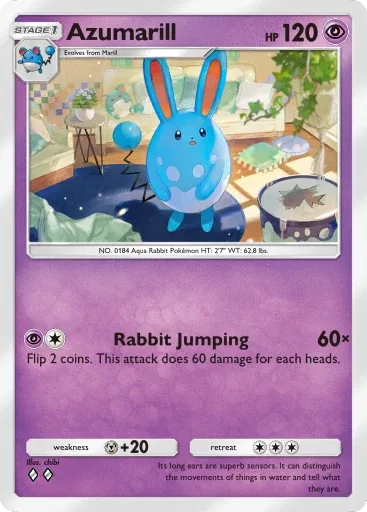 STAGE 1
Azumarill
HP 120
Evolves from Marill
NO. 0184 Aqua Rabbit Pokémon HT: 2'7" WT: 62.8 lbs.
Rabbit Jumping 60×
Flip 2 coins. This attack does 60 damage for each heads.
weakness +20 retreat
Illus. chibi
Its long ears are superb sensors. It can distinguish
the movements of things in water and tell what
they are.